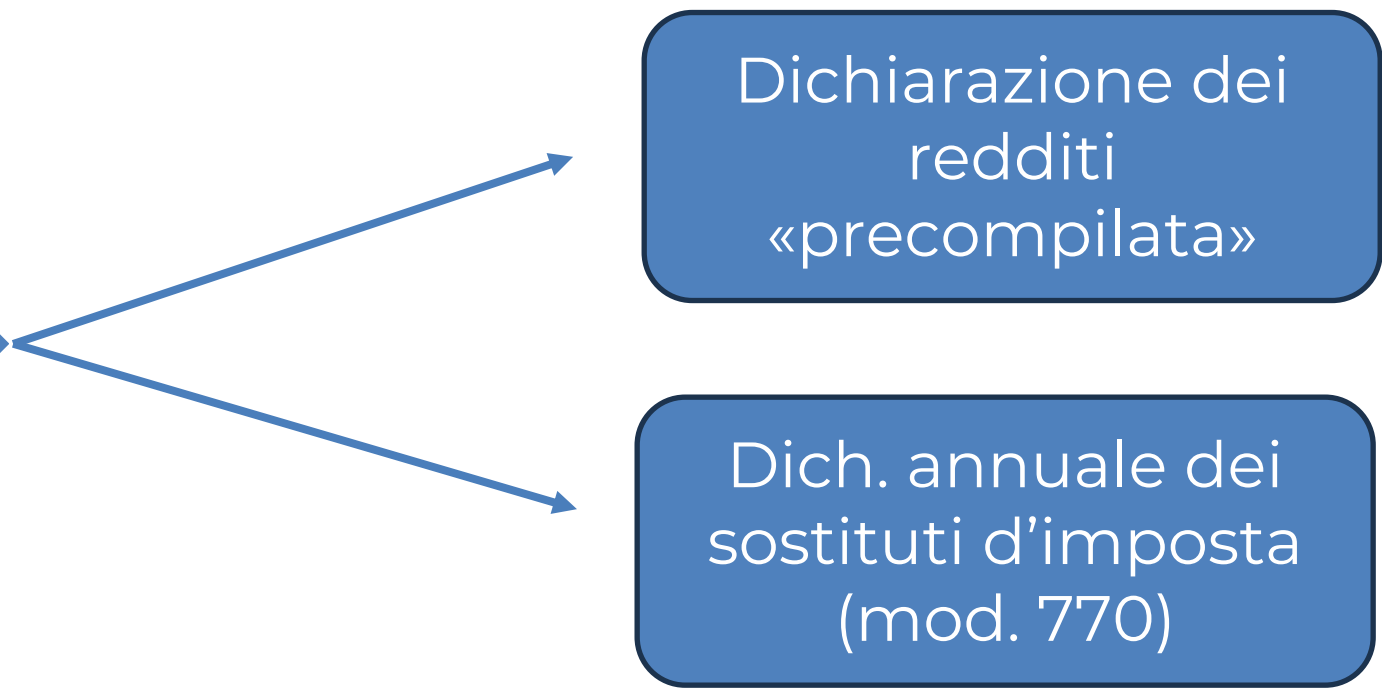 Dichiarazione dei
redditi
«precompilata»
Dich. annuale dei
sostituti d’imposta
(mod. 770)